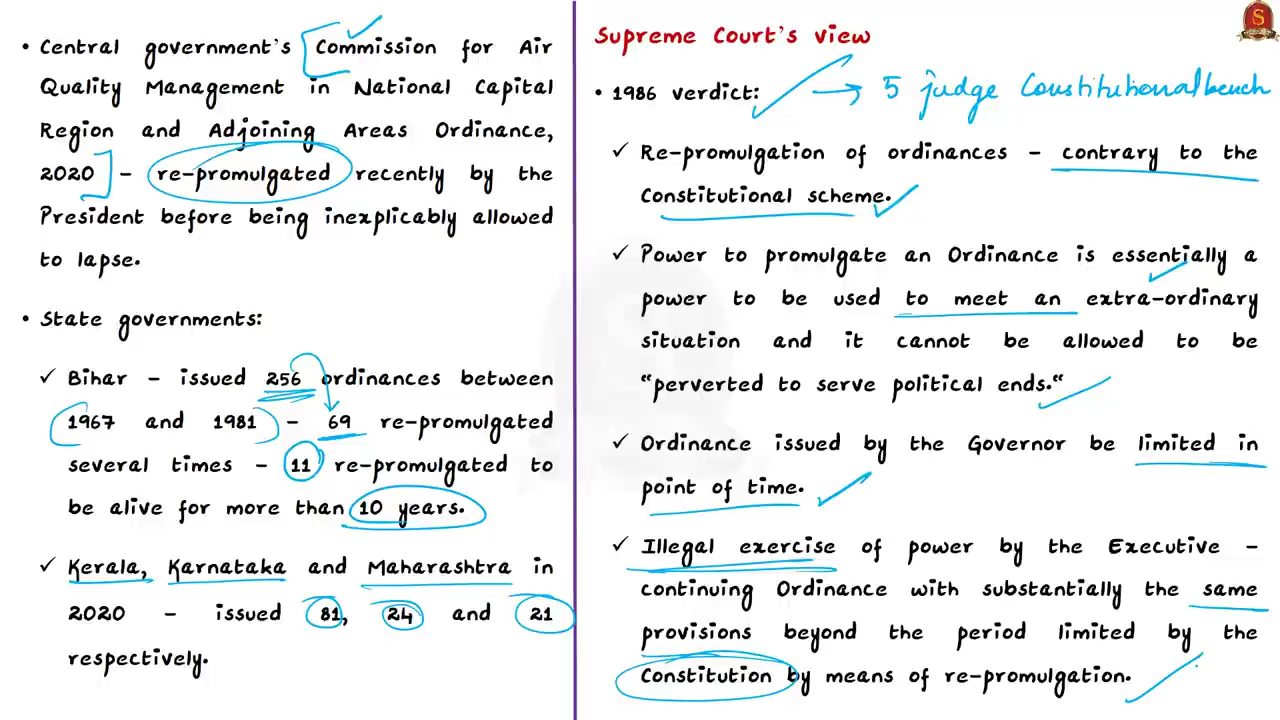 • Central government's Commission for Air
Quality Management in National Capital
Region and Adjoining Areas Ordinance,
2020 - re-promulgated recently by the
President before being inexplicably allowed
to lapse.
• State governments:
✓ Bihar - issued 256 ordinances between
1967 and 1981 - 69 re-promulgated
several times - 11 re-promulgated to
be alive for more than 10 years.
✓ Kerala, Karnataka and Maharashtra in
2020 - issued 81, 24 and 21
respectively.
Supreme Court's view
• 1986 verdict: → 5 judge Constitutional bench
✓ Re-promulgation of ordinances - contrary to the
Constitutional scheme.
✓ Power to promulgate an Ordinance is essentially a
power to be used to meet an extra-ordinary
situation and it cannot be allowed to be
“perverted to serve political ends.“
✓ Ordinance issued by the Governor be limited in
point of time.
✓ Illegal exercise of power by the Executive -
continuing Ordinance with substantially the same
provisions beyond the period limited by the
Constitution by means of re-promulgation.